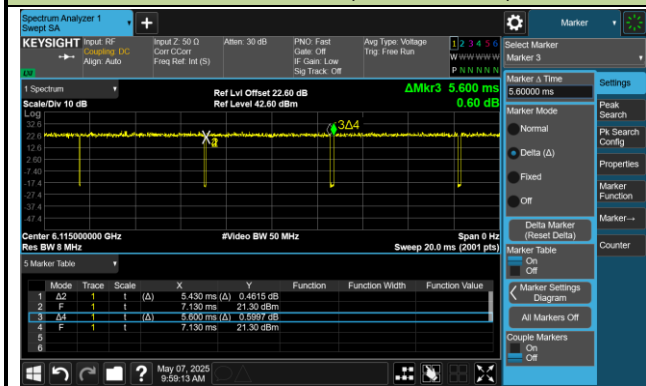 Spectrum Analyzer 1
Swept SA
Marker
KEYSIGHT
Input: RF
Coupling: DC
Align: Auto
Input Z: 50 Ω
Corr CCorr
Freq Ref: Int (S)
Atten: 30 dB
PNO: Fast
Gate: Off
IF Gain: Low
Sig Track: Off
Avg Type: Voltage
Trig: Free Run
1 2 3 4 5 6
W W W W W W
P N N N N N
LXI
1 Spectrum
Scale/Div 10 dB
Ref Lvl Offset 22.60 dB
Ref Level 42.60 dBm
ΔMkr3 5.600 ms
0.60 dB
Log
32.6
22.6
12.6
2.60
-7.40
-17.4
-27.4
-37.4
-47.4
3Δ4
Center 6.115000000 GHz
Res BW 8 MHz
#Video BW 50 MHz
Span 0 Hz
Sweep 20.0 ms (2001 pts)
5 Marker Table
Mode Trace Scale X Y Function Function Width Function Value
1 Δ2 1 t (Δ) 5.430 ms (Δ) 0.4615 dB
2 F 1 t 7.130 ms 21.30 dBm
3 Δ4 1 t (Δ) 5.600 ms (Δ) 0.5997 dB
4 F 1 t 7.130 ms 21.30 dBm
5
6
May 07, 2025
9:59:13 AM
Select Marker
Marker 3
Marker Δ Time
5.60000 ms
Marker Mode
Normal
Delta (Δ)
Fixed
Off
Delta Marker
(Reset Delta)
Marker Table
On
Off
Marker Settings
Diagram
All Markers Off
Couple Markers
On
Off
Settings
Peak
Search
Pk Search
Config
Properties
Marker
Function
Marker→
Counter